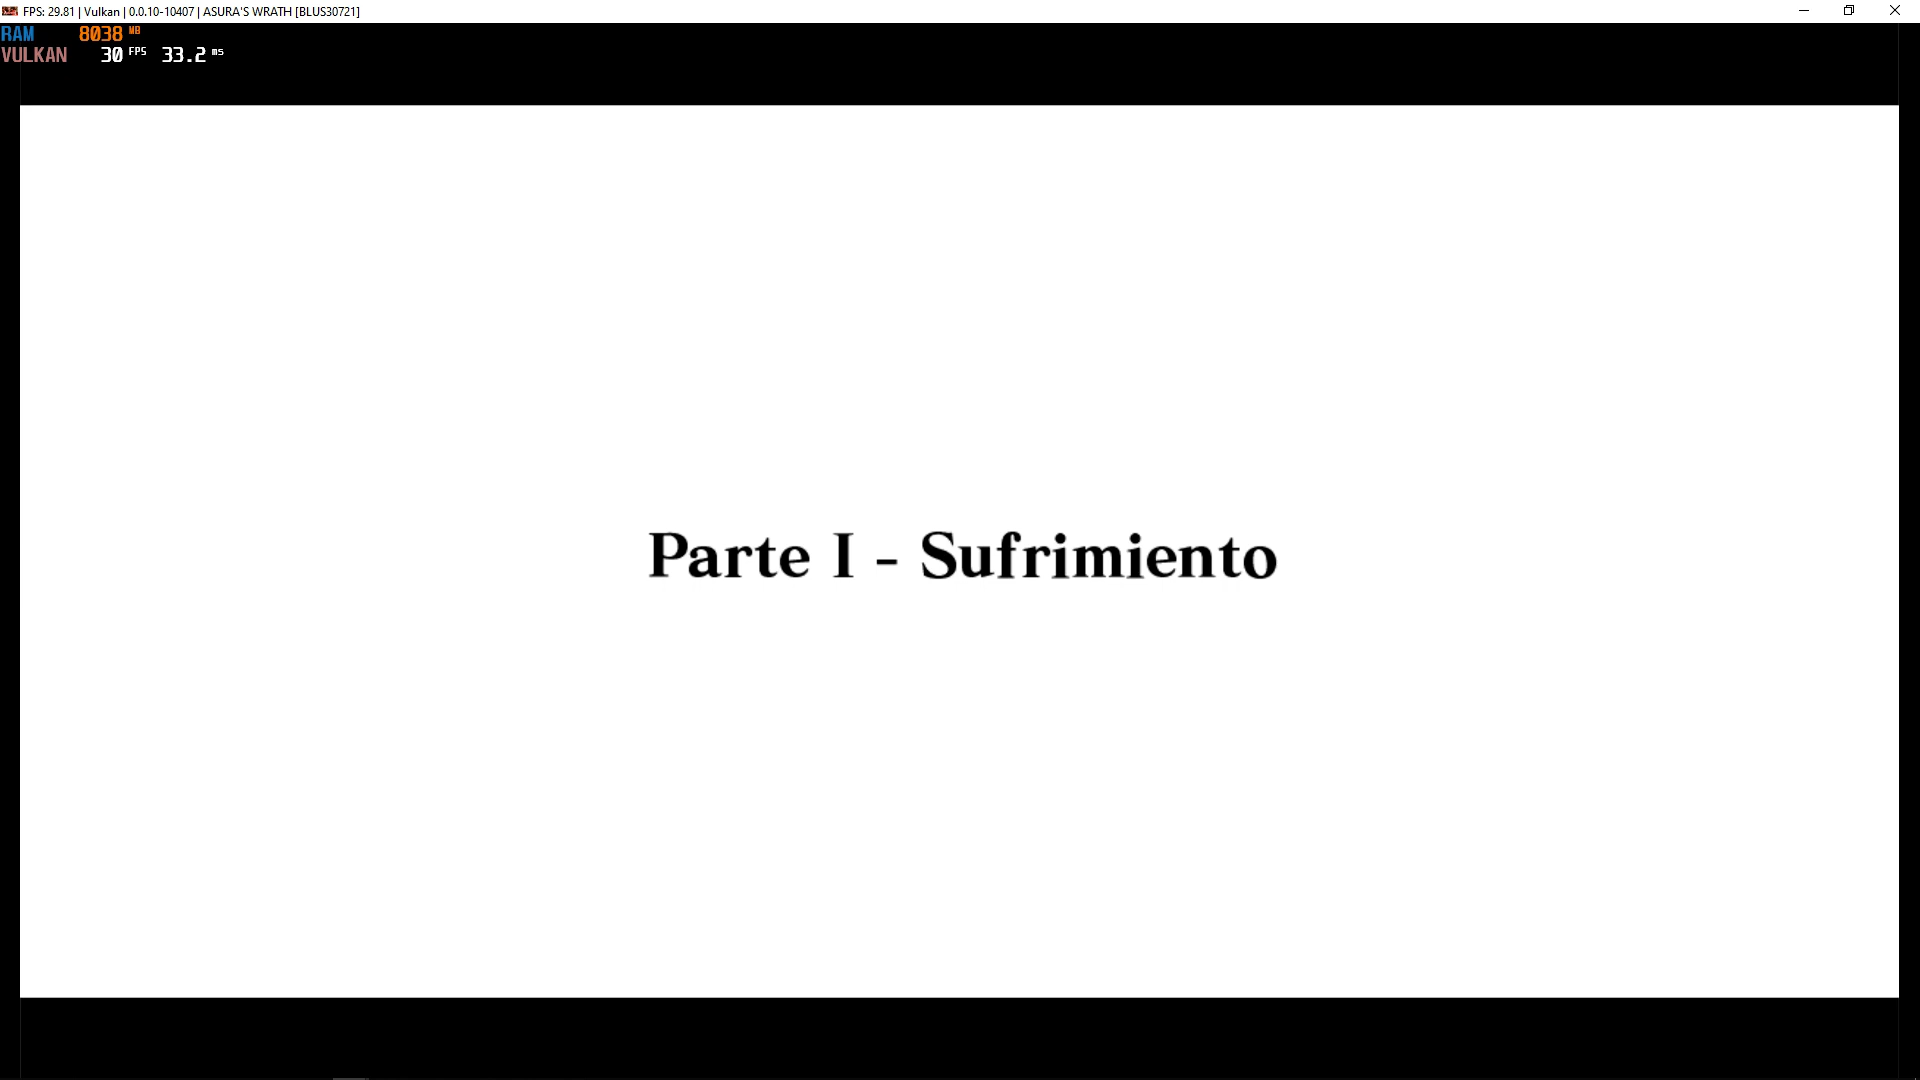 FPS: 29.81 | Vulkan | 0.0.10-10407 | ASURA'S WRATH [BLUS30721]
RAM 8038 MB
VULKAN 30 FPS 33.2 ms
Parte I - Sufrimiento